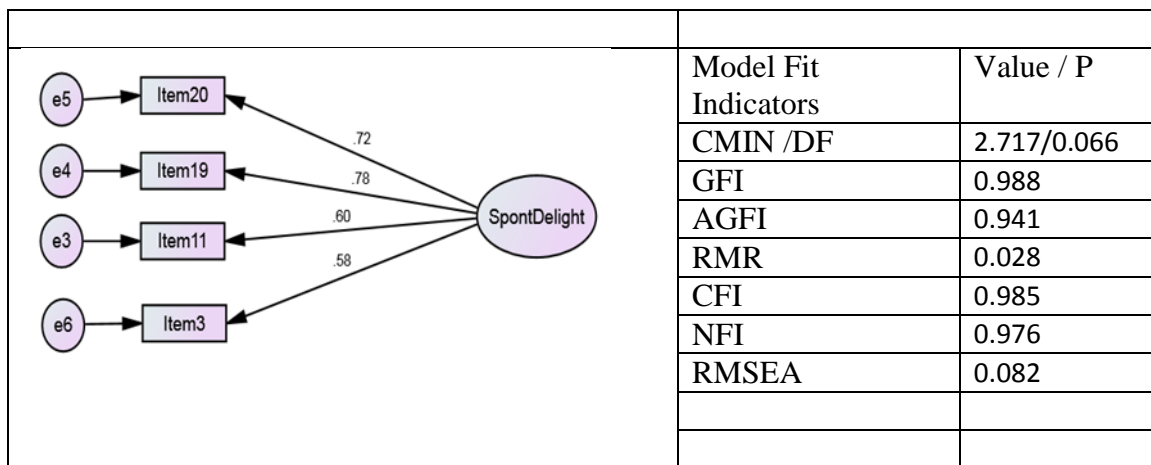 e5
Item20
.72
e4
Item19
.78
SpontDelight
e3
Item11
.60
e6
Item3
.58
Model Fit
Indicators
Value / P
CMIN /DF
2.717/0.066
GFI
0.988
AGFI
0.941
RMR
0.028
CFI
0.985
NFI
0.976
RMSEA
0.082